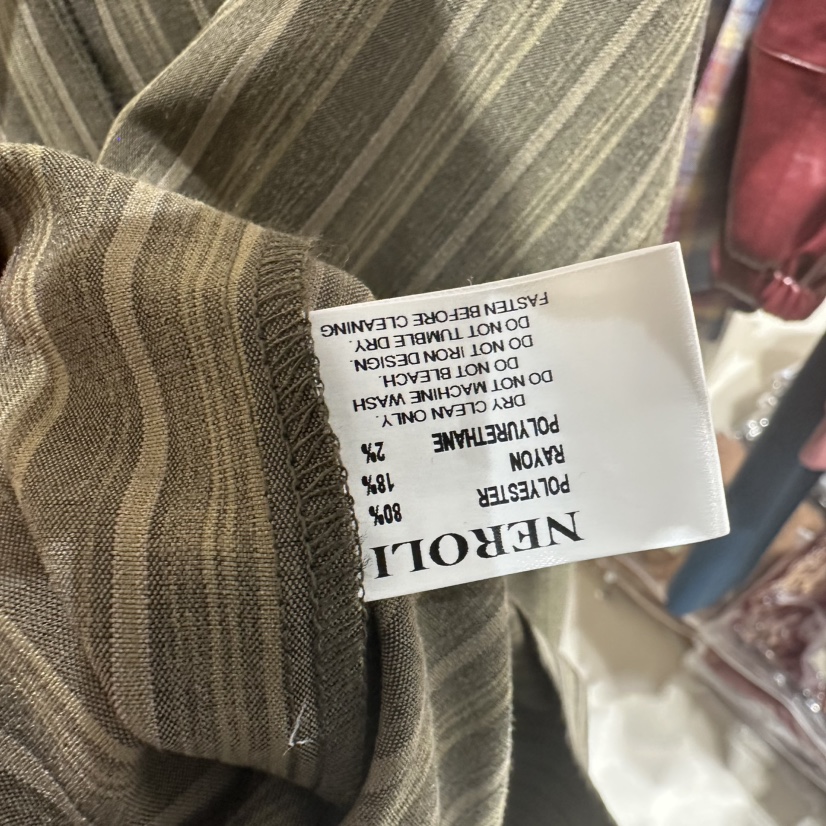 NEROLI
POLYESTER 80%
RAYON 18%
POLYURETHANE 2%
DRY CLEAN ONLY.
DO NOT MACHINE WASH
DO NOT BLEACH.
DO NOT IRON DESIGN.
DO NOT TUMBLE DRY.
FASTEN BEFORE CLEANING